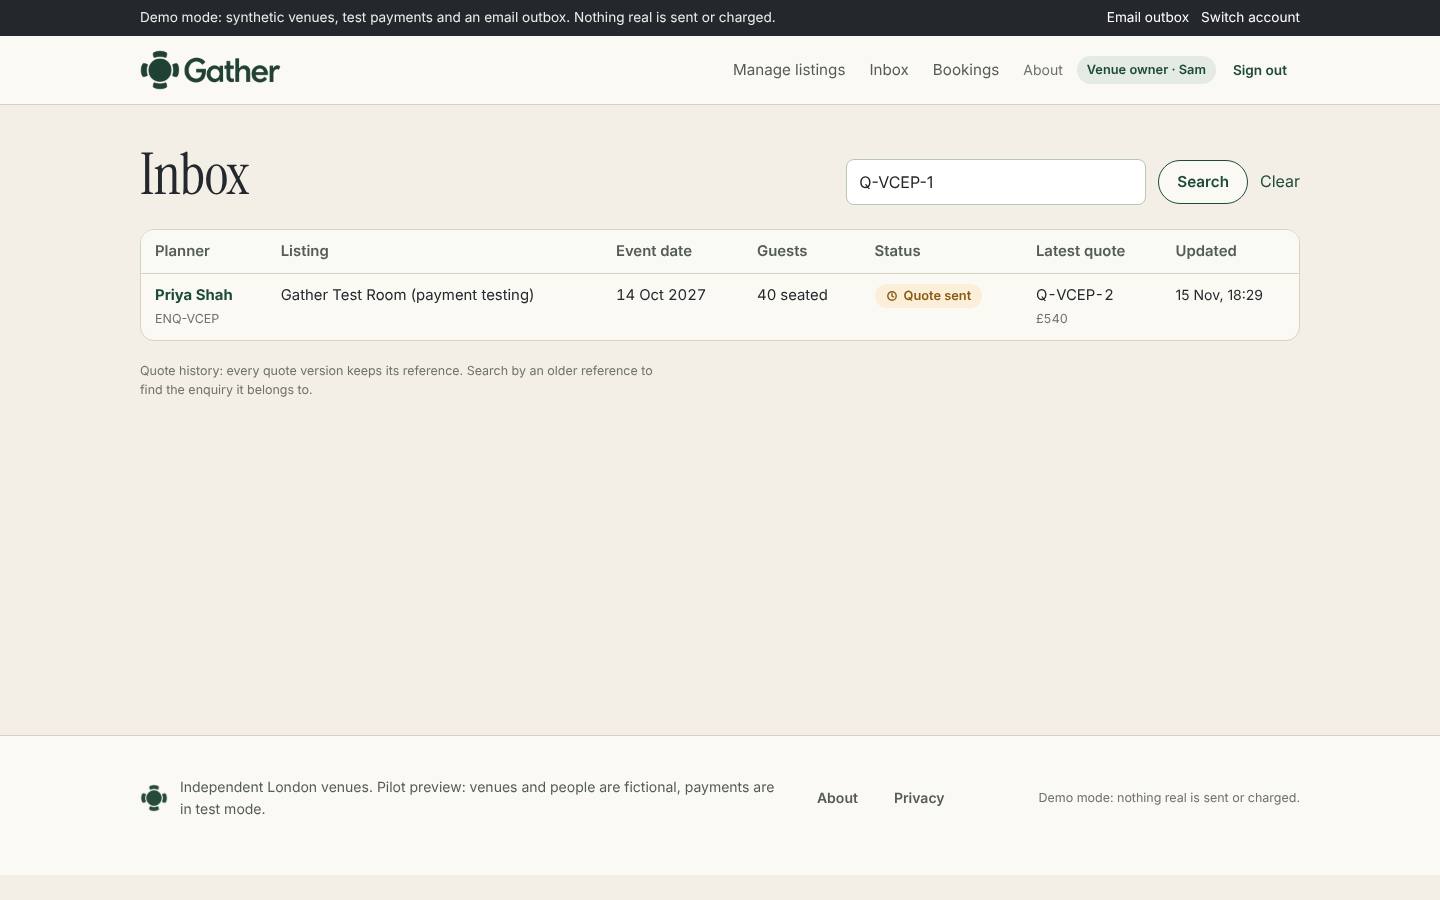 Demo mode: synthetic venues, test payments and an email outbox. Nothing real is sent or charged.
Email outbox Switch account
Gather
Manage listings Inbox Bookings About Venue owner · Sam Sign out
Inbox
Q-VCEP-1 Search Clear
Planner Listing Event date Guests Status Latest quote Updated
Priya Shah Gather Test Room (payment testing) 14 Oct 2027 40 seated Quote sent Q-VCEP-2 15 Nov, 18:29
ENQ-VCEP £540
Quote history: every quote version keeps its reference. Search by an older reference to
find the enquiry it belongs to.
Independent London venues. Pilot preview: venues and people are fictional, payments are
in test mode.
About Privacy
Demo mode: nothing real is sent or charged.